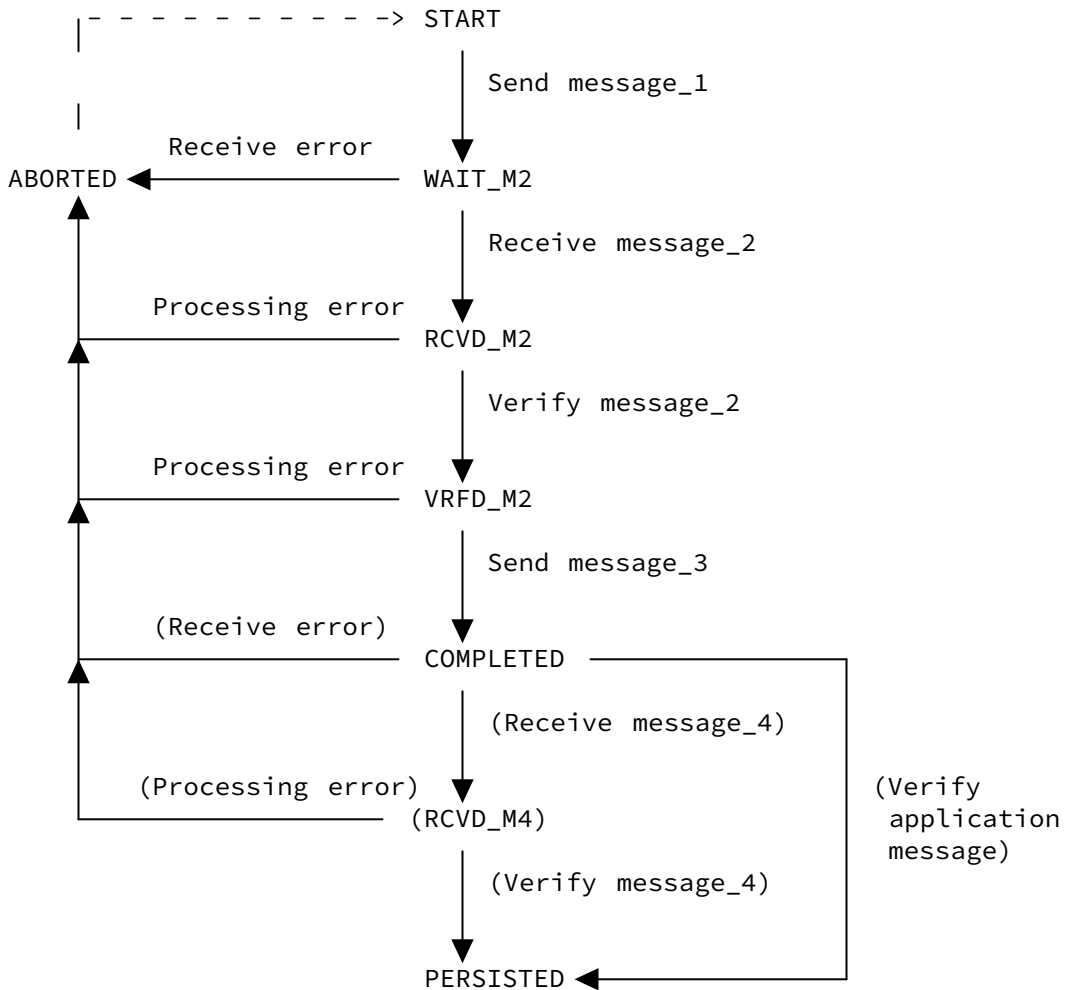 START
Send message_1
Receive error
ABORTED
WAIT_M2
Receive message_2
Processing error
RCVD_M2
Verify message_2
Processing error
VRFD_M2
Send message_3
(Receive error)
COMPLETED
(Receive message_4)
(Processing error)
(Verify
application
message)
(RCVD_M4)
(Verify message_4)
PERSISTED